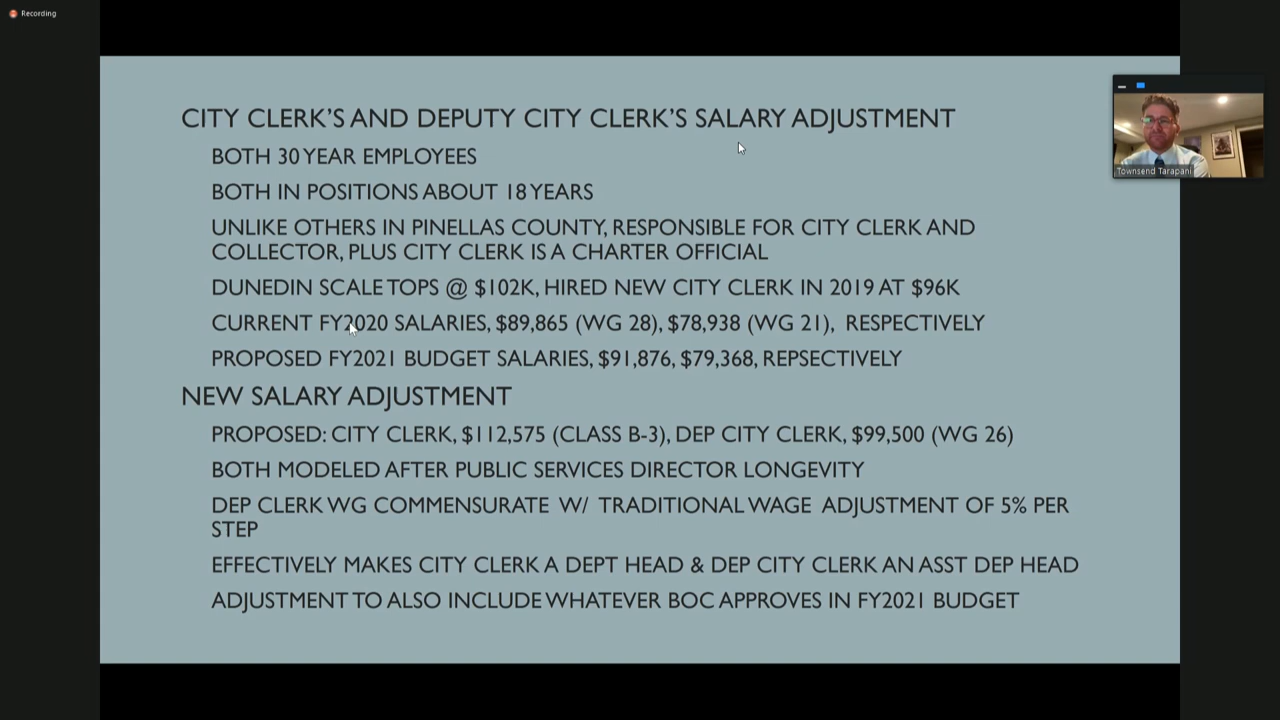 Recording
CITY CLERK'S AND DEPUTY CITY CLERK'S SALARY ADJUSTMENT
BOTH 30 YEAR EMPLOYEES
BOTH IN POSITIONS ABOUT 18 YEARS
UNLIKE OTHERS IN PINELLAS COUNTY, RESPONSIBLE FOR CITY CLERK AND
COLLECTOR, PLUS CITY CLERK IS A CHARTER OFFICIAL
DUNEDIN SCALE TOPS @ $102K, HIRED NEW CITY CLERK IN 2019 AT $96K
CURRENT FY2020 SALARIES, $89,865 (WG 28), $78,938 (WG 21), RESPECTIVELY
PROPOSED FY2021 BUDGET SALARIES, $91,876, $79,368, REPSECTIVELY
NEW SALARY ADJUSTMENT
PROPOSED: CITY CLERK, $112,575 (CLASS B-3), DEP CITY CLERK, $99,500 (WG 26)
BOTH MODELED AFTER PUBLIC SERVICES DIRECTOR LONGEVITY
DEP CLERK WG COMMENSURATE W/ TRADITIONAL WAGE ADJUSTMENT OF 5% PER
STEP
EFFECTIVELY MAKES CITY CLERK A DEPT HEAD & DEP CITY CLERK AN ASST DEP HEAD
ADJUSTMENT TO ALSO INCLUDE WHATEVER BOC APPROVES IN FY2021 BUDGET
Townsend Tarapani